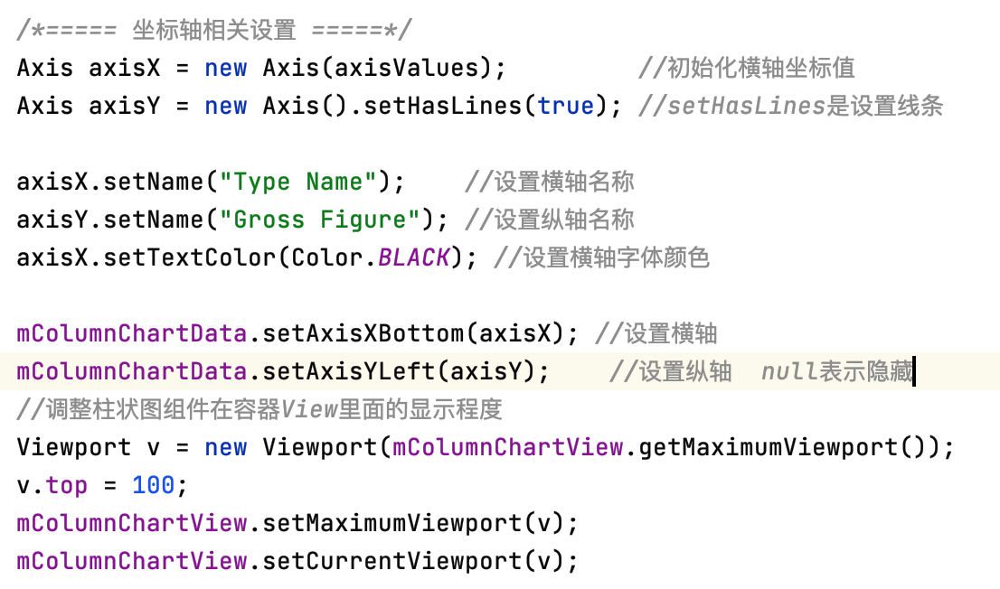 /*===== 坐标轴相关设置 =====*/
Axis axisX = new Axis(axisValues);         //初始化横轴坐标值
Axis axisY = new Axis().setHasLines(true); //setHasLines是设置线条
axisX.setName("Type Name");    //设置横轴名称
axisY.setName("Gross Figure"); //设置纵轴名称
axisX.setTextColor(Color.BLACK); //设置横轴字体颜色
mColumnChartData.setAxisXBottom(axisX); //设置横轴
mColumnChartData.setAxisYLeft(axisY);    //设置纵轴  null表示隐藏
//调整柱状图组件在容器View里面的显示程度
Viewport v = new Viewport(mColumnChartView.getMaximumViewport());
v.top = 100;
mColumnChartView.setMaximumViewport(v);
mColumnChartView.setCurrentViewport(v);